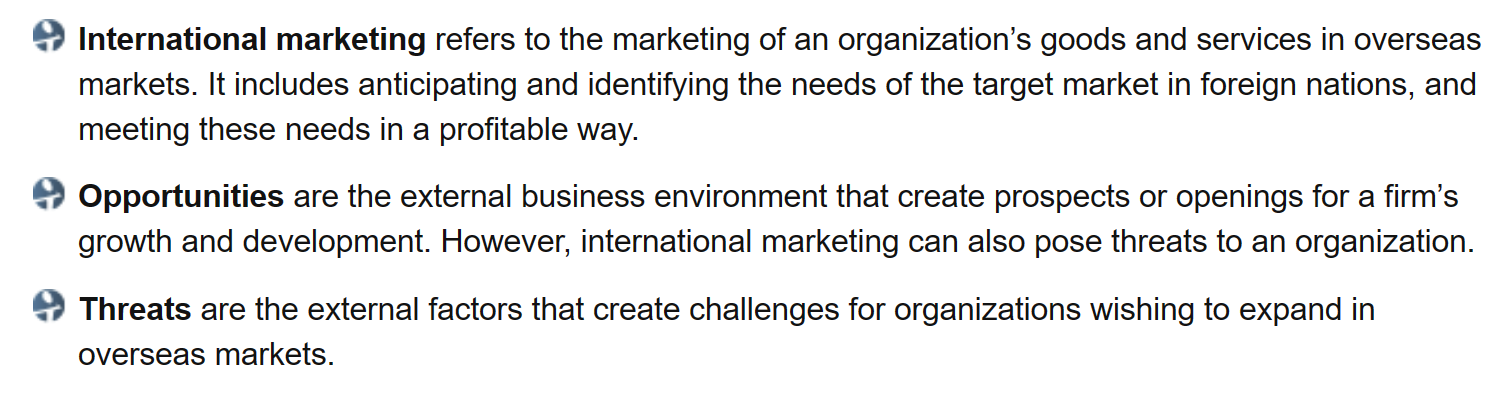 International marketing refers to the marketing of an organization’s goods and services in overseas
markets. It includes anticipating and identifying the needs of the target market in foreign nations, and
meeting these needs in a profitable way.
Opportunities are the external business environment that create prospects or openings for a firm’s
growth and development. However, international marketing can also pose threats to an organization.
Threats are the external factors that create challenges for organizations wishing to expand in
overseas markets.